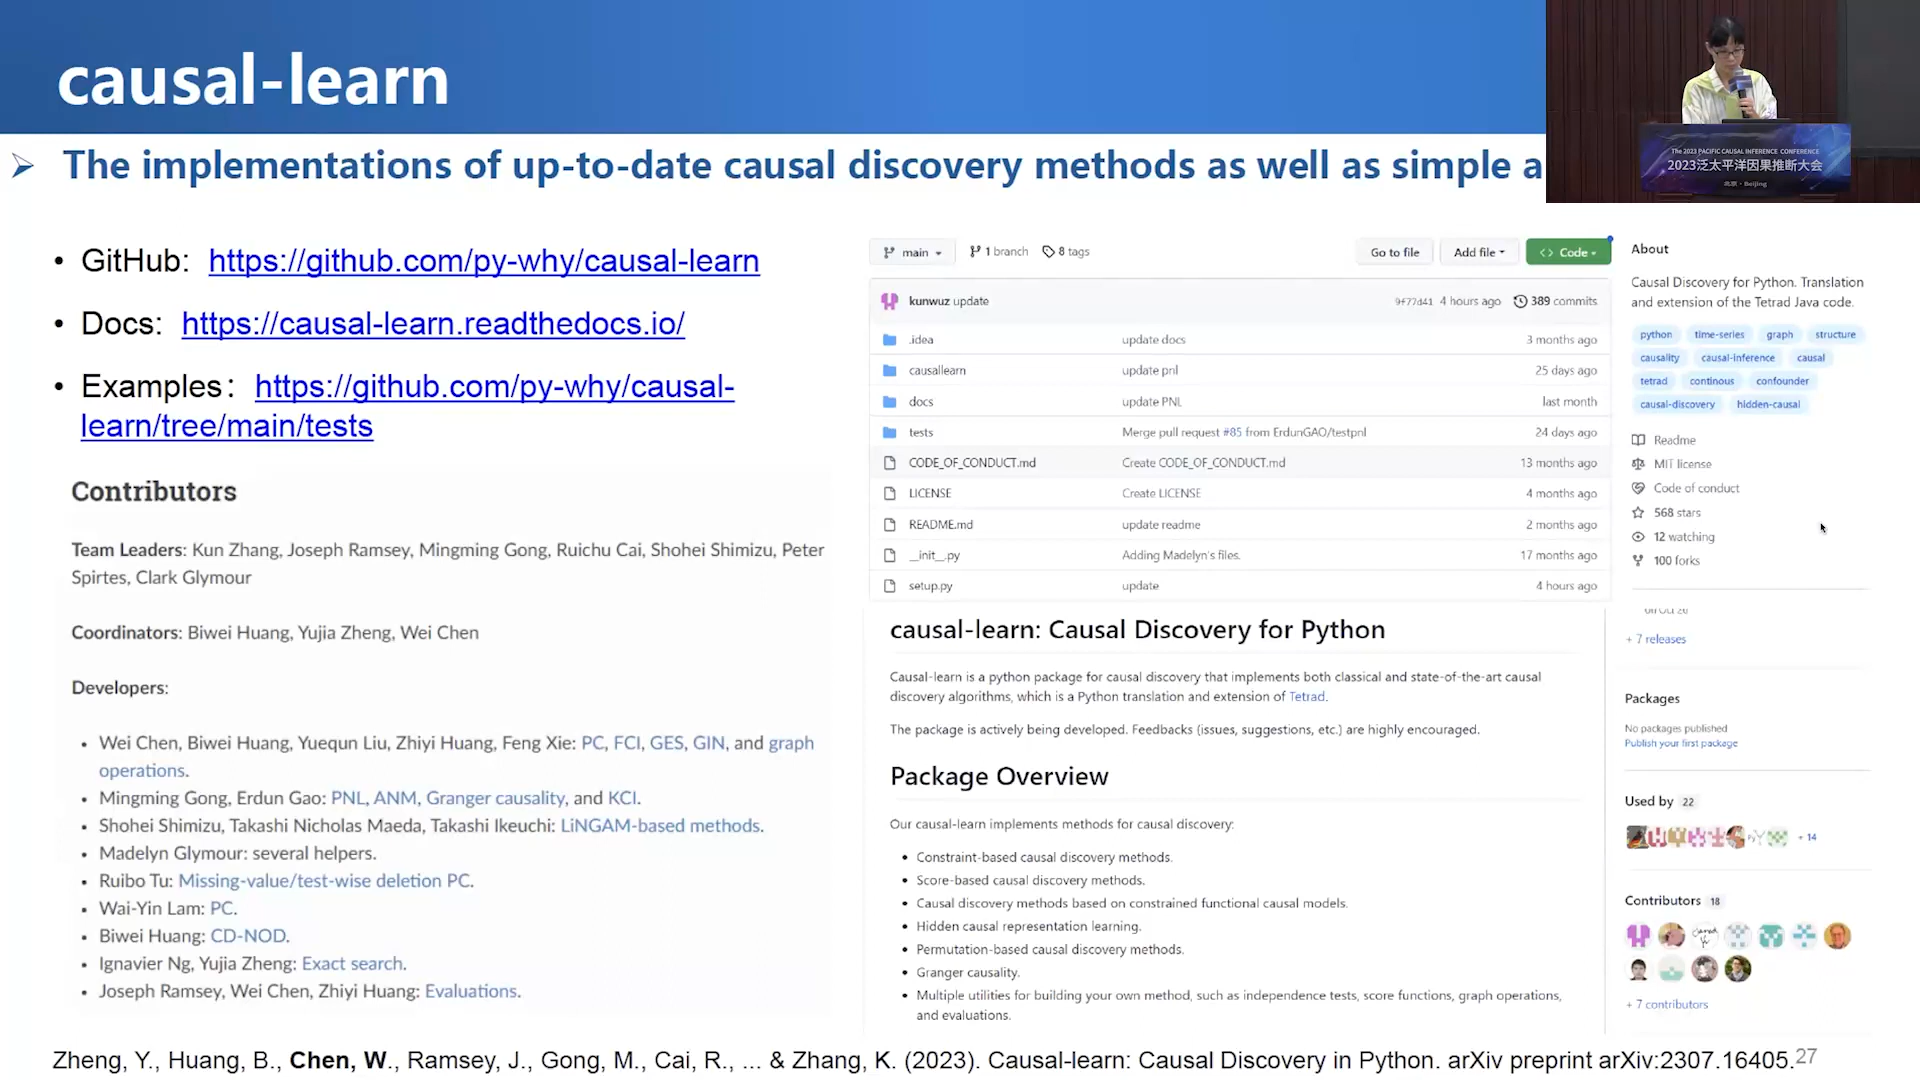 causal-learn
➢ The implementations of up-to-date causal discovery methods as well as simple a
The 2023 PACIFIC CAUSAL INFERENCE CONFERENCE
2023泛太平洋因果推断大会
北京・Beijing
• GitHub: https://github.com/py-why/causal-learn
• Docs: https://causal-learn.readthedocs.io/
• Examples: https://github.com/py-why/causal-
learn/tree/main/tests
Contributors
Team Leaders: Kun Zhang, Joseph Ramsey, Mingming Gong, Ruichu Cai, Shohei Shimizu, Peter
Spirtes, Clark Glymour
Coordinators: Biwei Huang, Yujia Zheng, Wei Chen
Developers:
• Wei Chen, Biwei Huang, Yuequn Liu, Zhiyi Huang, Feng Xie: PC, FCI, GES, GIN, and graph
operations.
• Mingming Gong, Erdun Gao: PNL, ANM, Granger causality, and KCI.
• Shohei Shimizu, Takashi Nicholas Maeda, Takashi Ikeuchi: LiNGAM-based methods.
• Madelyn Glymour: several helpers.
• Ruibo Tu: Missing-value/test-wise deletion PC.
• Wai-Yin Lam: PC.
• Biwei Huang: CD-NOD.
• Ignavier Ng, Yujia Zheng: Exact search.
• Joseph Ramsey, Wei Chen, Zhiyi Huang: Evaluations.
main 1 branch 8 tags Go to file Add file Code
kunwuz update 9f77d41 4 hours ago 389 commits
.idea update docs 3 months ago
causallearn update pnl 25 days ago
docs update PNL last month
tests Merge pull request #85 from ErdunGAO/testpnl 24 days ago
CODE_OF_CONDUCT.md Create CODE_OF_CONDUCT.md 13 months ago
LICENSE Create LICENSE 4 months ago
README.md update readme 2 months ago
__init__.py Adding Madelyn's files. 17 months ago
setup.py update 4 hours ago
causal-learn: Causal Discovery for Python
Causal-learn is a python package for causal discovery that implements both classical and state-of-the-art causal
discovery algorithms, which is a Python translation and extension of Tetrad.
The package is actively being developed. Feedbacks (issues, suggestions, etc.) are highly encouraged.
Package Overview
Our causal-learn implements methods for causal discovery:
• Constraint-based causal discovery methods.
• Score-based causal discovery methods.
• Causal discovery methods based on constrained functional causal models.
• Hidden causal representation learning.
• Permutation-based causal discovery methods.
• Granger causality.
• Multiple utilities for building your own method, such as independence tests, score functions, graph operations,
and evaluations.
About
Causal Discovery for Python. Translation
and extension of the Tetrad Java code.
python time-series graph structure
causality causal-inference causal
tetrad continous confounder
causal-discovery hidden-causal
Readme
MIT license
Code of conduct
568 stars
12 watching
100 forks
+ 7 releases
Packages
No packages published
Publish your first package
Used by 22
+ 14
Contributors 18
+ 7 contributors
Zheng, Y., Huang, B., Chen, W., Ramsey, J., Gong, M., Cai, R., ... & Zhang, K. (2023). Causal-learn: Causal Discovery in Python. arXiv preprint arXiv:2307.16405.
27